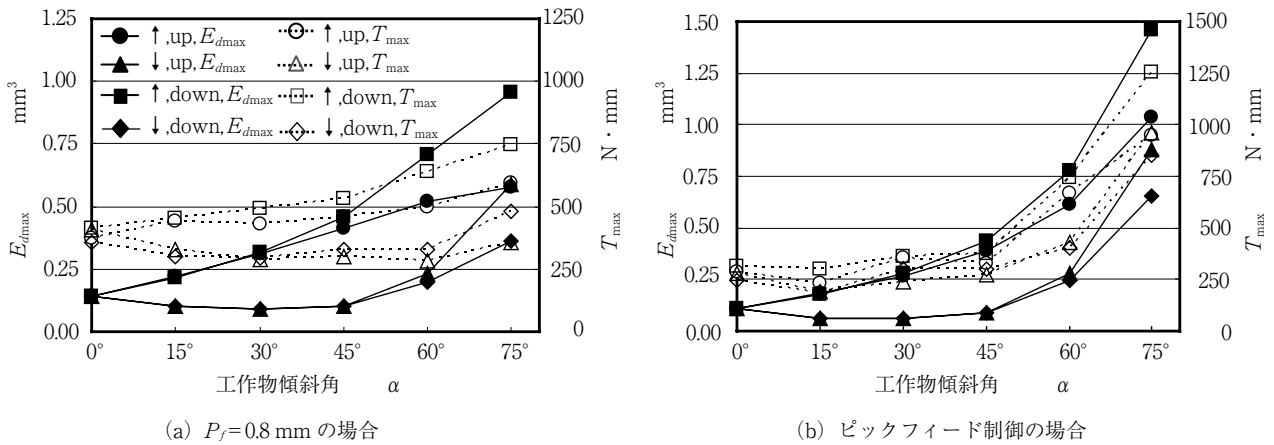 1.25
1.00
0.75
0.50
0.25
0.00
mm³
E_dmax
↑,up,E_dmax
↓,up,E_dmax
↑,down,E_dmax
↓,down,E_dmax
↑,up,T_max
↓,up,T_max
↑,down,T_max
↓,down,T_max
1250
1000
750
500
250
0
N・mm
T_max
0° 15° 30° 45° 60° 75°
工作物傾斜角 α
(a) P_f=0.8 mm の場合
1.50
1.25
1.00
0.75
0.50
0.25
0.00
mm³
E_dmax
1500
1250
1000
750
500
250
0
N・mm
T_max
0° 15° 30° 45° 60° 75°
工作物傾斜角 α
(b) ピックフィード制御の場合